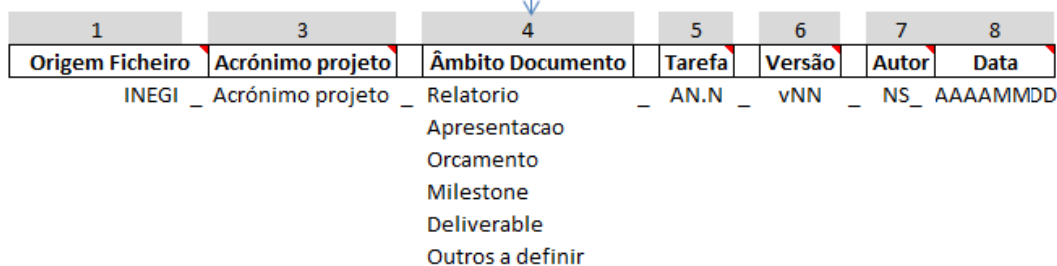 1 3 4 5 6 7 8
Origem Ficheiro Acrónimo projeto Âmbito Documento Tarefa Versão Autor Data
INEGI _ Acrónimo projeto _ Relatorio _ AN.N _ vNN _ NS_ AAAAMMDD
Apresentacao
Orcamento
Milestone
Deliverable
Outros a definir